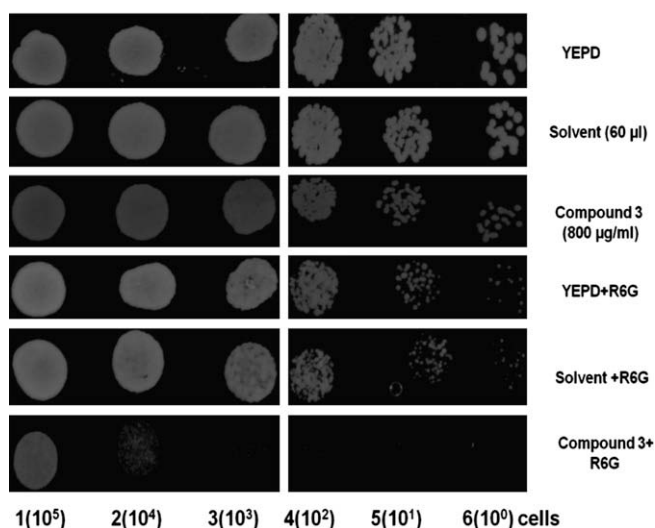 YEPD
Solvent (60 µl)
Compound 3
(800 µg/ml)
YEPD+R6G
Solvent +R6G
Compound 3+
R6G
1(10⁵) 2(10⁴) 3(10³) 4(10²) 5(10¹) 6(10⁰) cells